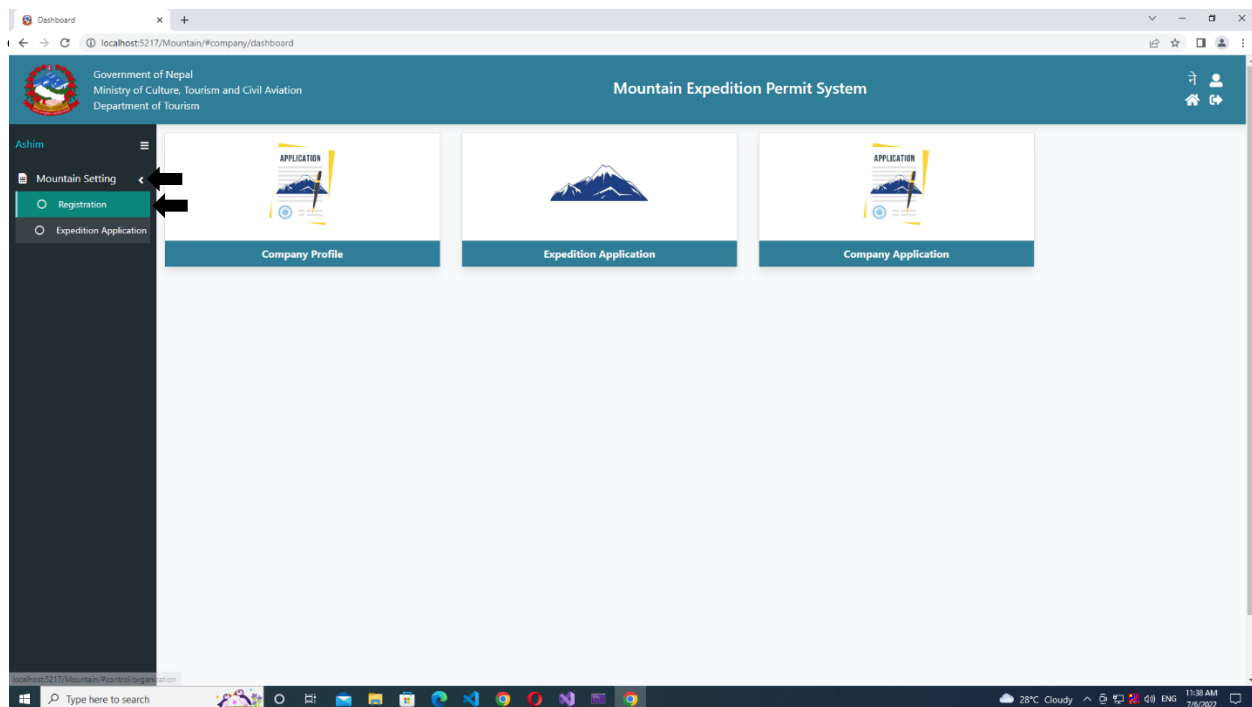 Dashboard
localhost:5217/Mountain/#company/dashboard
Government of Nepal
Ministry of Culture, Tourism and Civil Aviation
Department of Tourism
Mountain Expedition Permit System
ने
Ashim
Mountain Setting
Registration
Expedition Application
APPLICATION
Company Profile
Expedition Application
APPLICATION
Company Application
localhost:5217/Mountain/#control/organization
Type here to search
28°C Cloudy
ENG
11:38 AM
7/6/2022